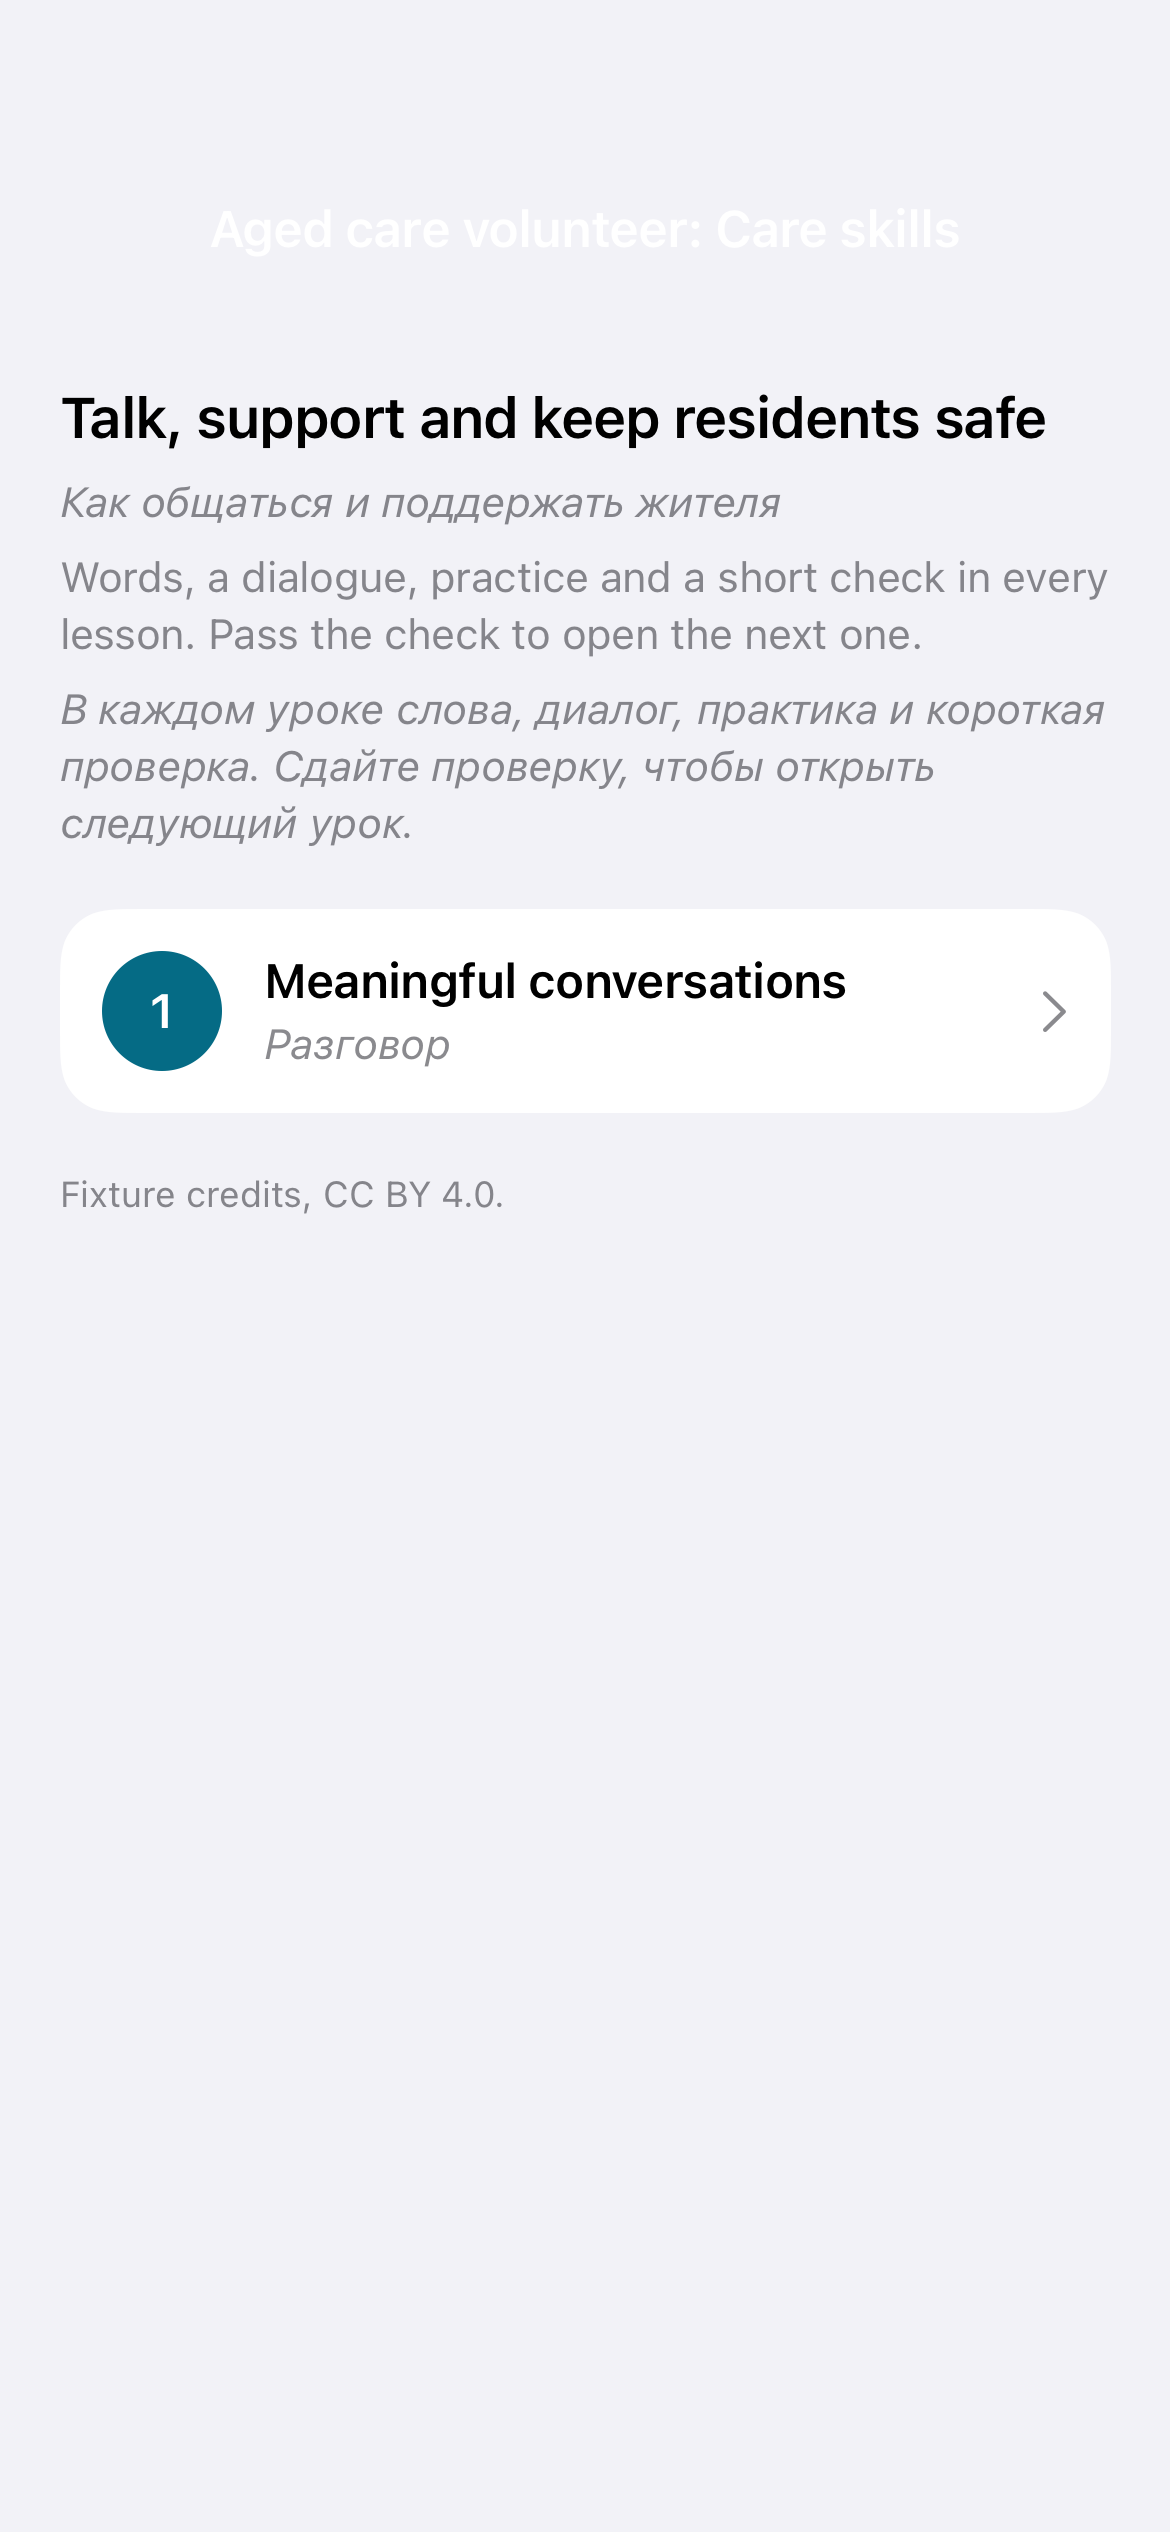 Aged care volunteer: Care skills
Talk, support and keep residents safe
Как общаться и поддержать жителя
Words, a dialogue, practice and a short check in every
lesson. Pass the check to open the next one.
В каждом уроке слова, диалог, практика и короткая
проверка. Сдайте проверку, чтобы открыть
следующий урок.
1
Meaningful conversations
Разговор
Fixture credits, CC BY 4.0.